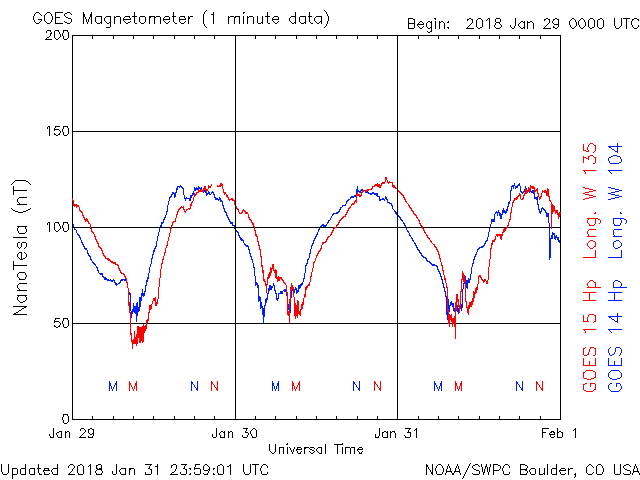 GOES Magnetometer (1 minute data)
Begin: 2018 Jan 29 0000 UTC
200
150
100
50
0
NanoTesla (nT)
M M N N M M N N M M N N
Jan 29 Jan 30 Jan 31 Feb 1
Universal Time
GOES 15 Hp Long. W 135
GOES 14 Hp Long. W 104
Updated 2018 Jan 31 23:59:01 UTC
NOAA/SWPC Boulder, CO USA